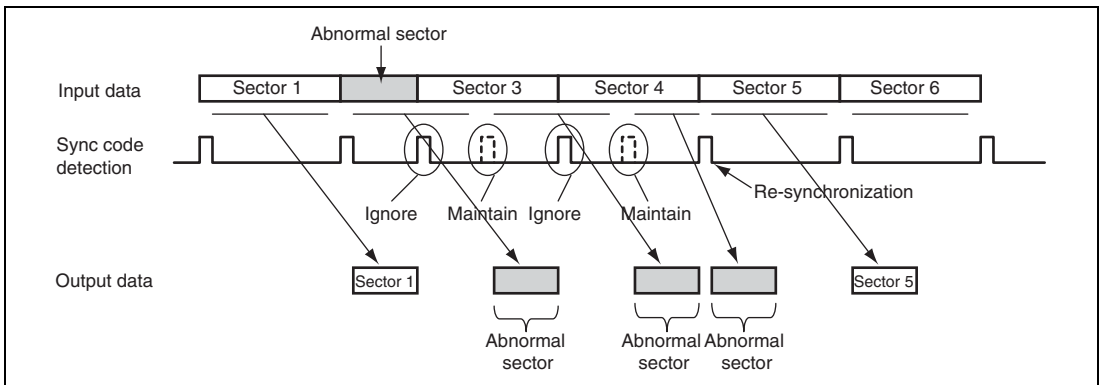 Abnormal sector
Input data
Sector 1
Sector 3
Sector 4
Sector 5
Sector 6
Sync code
detection
Re-synchronization
Ignore
Maintain
Ignore
Maintain
Output data
Sector 1
Sector 5
Abnormal
sector
Abnormal
sector
Abnormal
sector